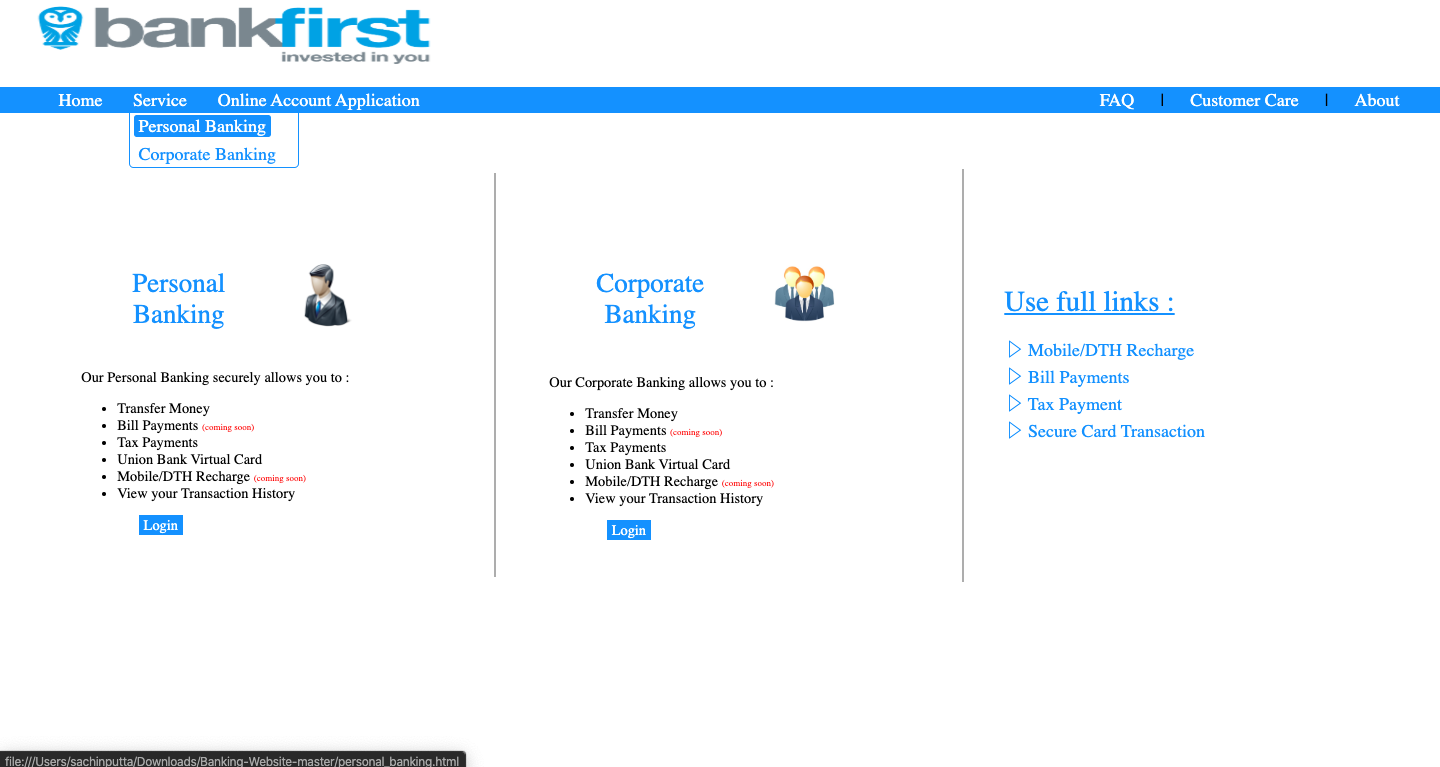 bankfirst
invested in you
Home Service Online Account Application FAQ | Customer Care | About
Personal Banking
Corporate Banking
Personal
Banking
Our Personal Banking securely allows you to :
• Transfer Money
• Bill Payments (coming soon)
• Tax Payments
• Union Bank Virtual Card
• Mobile/DTH Recharge (coming soon)
• View your Transaction History
Login
Corporate
Banking
Our Corporate Banking allows you to :
• Transfer Money
• Bill Payments (coming soon)
• Tax Payments
• Union Bank Virtual Card
• Mobile/DTH Recharge (coming soon)
• View your Transaction History
Login
Use full links :
Mobile/DTH Recharge
Bill Payments
Tax Payment
Secure Card Transaction
file:///Users/sachinputta/Downloads/Banking-Website-master/personal_banking.html